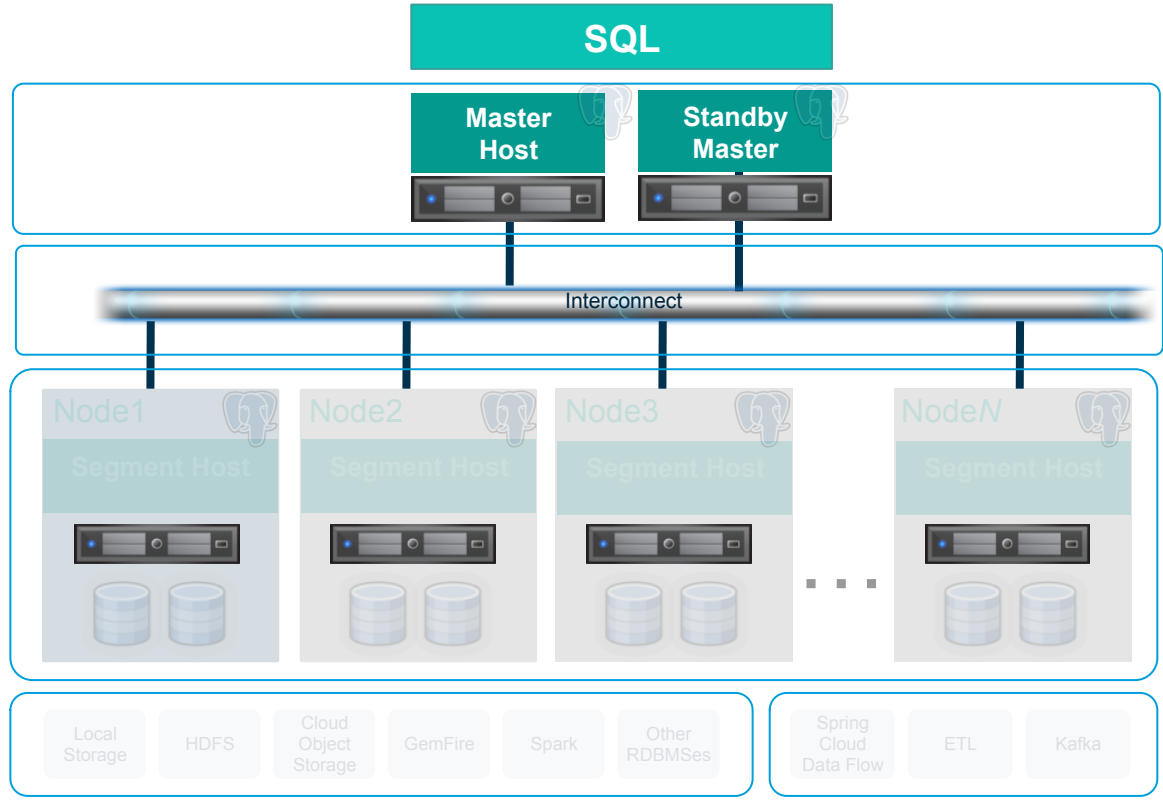 SQL
Master
Host
Standby
Master
Interconnect
Node1
Node2
Node3
NodeN
Segment Host
Segment Host
Segment Host
Segment Host
Local
Storage
HDFS
Cloud
Object
Storage
GemFire
Spark
Other
RDBMSes
Spring
Cloud
Data Flow
ETL
Kafka